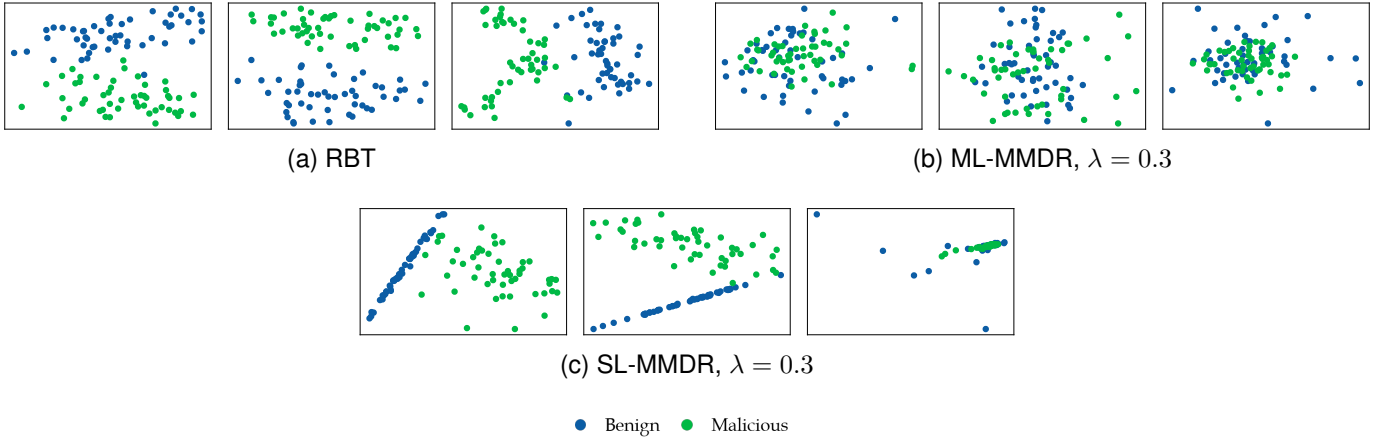 (a) RBT
(b) ML-MMDR, λ = 0.3
(c) SL-MMDR, λ = 0.3
Benign Malicious